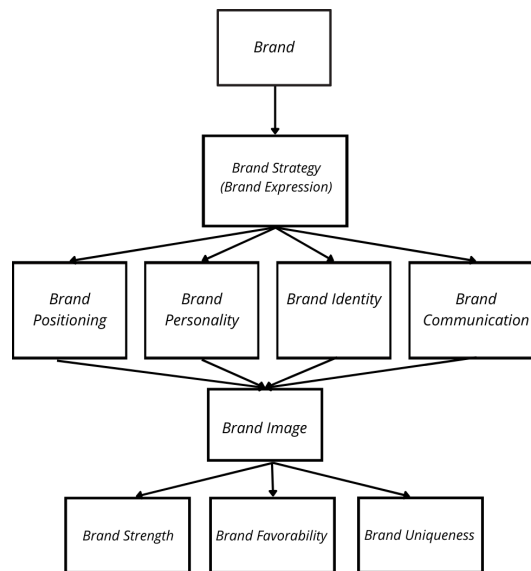 Brand
Brand Strategy
(Brand Expression)
Brand
Positioning
Brand
Personality
Brand Identity
Brand
Communication
Brand Image
Brand Strength
Brand Favorability
Brand Uniqueness